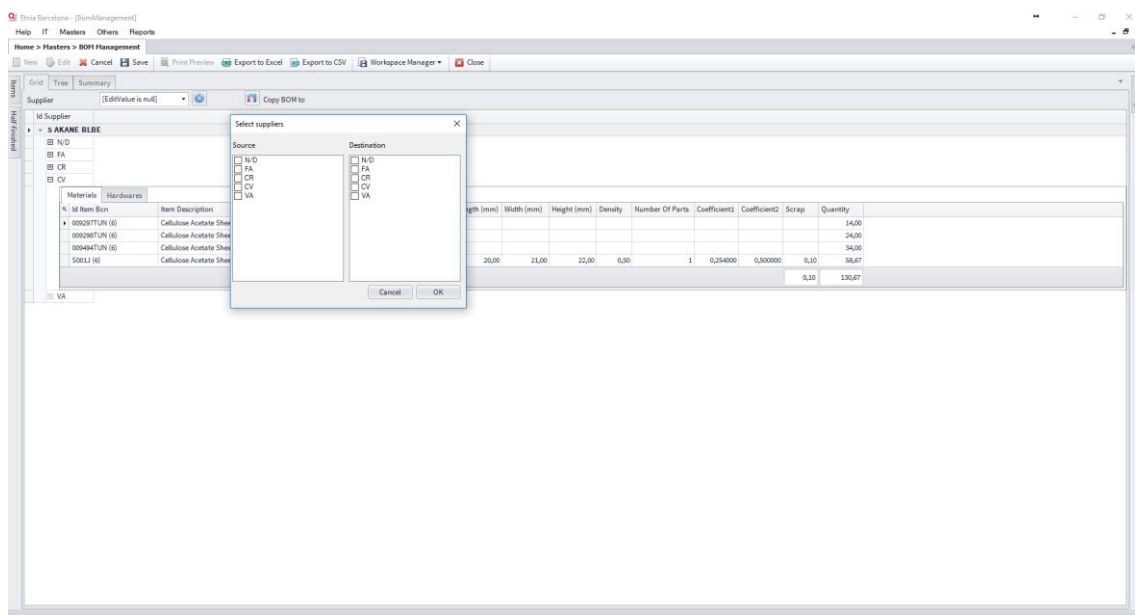 Etnia Barcelona - [BomManagement]
Help IT Masters Others Reports
Home > Masters > BOM Management
New Edit Cancel Save Print Preview Export to Excel Export to CSV Workspace Manager Close
Items
Half-finished
Grid Tree Summary
Supplier [EditValue is null] Copy BOM to
Id Supplier
5 AKANE BLBE
N/D
FA
CR
CV
Materials Hardwares
Id Item Bcn Item Description gth (mm) Width (mm) Height (mm) Density Number Of Parts Coefficient1 Coefficient2 Scrap Quantity
009297TUN (6) Cellulose Acetate Shee 14,00
009298TUN (6) Cellulose Acetate Shee 24,00
009494TUN (6) Cellulose Acetate Shee 34,00
S001J (6) Cellulose Acetate Shee 20,00 21,00 22,00 0,50 1 0,254000 0,500000 0,10 58,67
0,10 130,67
VA
Select suppliers
Source Destination
N/D N/D
FA FA
CR CR
CV CV
VA VA
Cancel OK